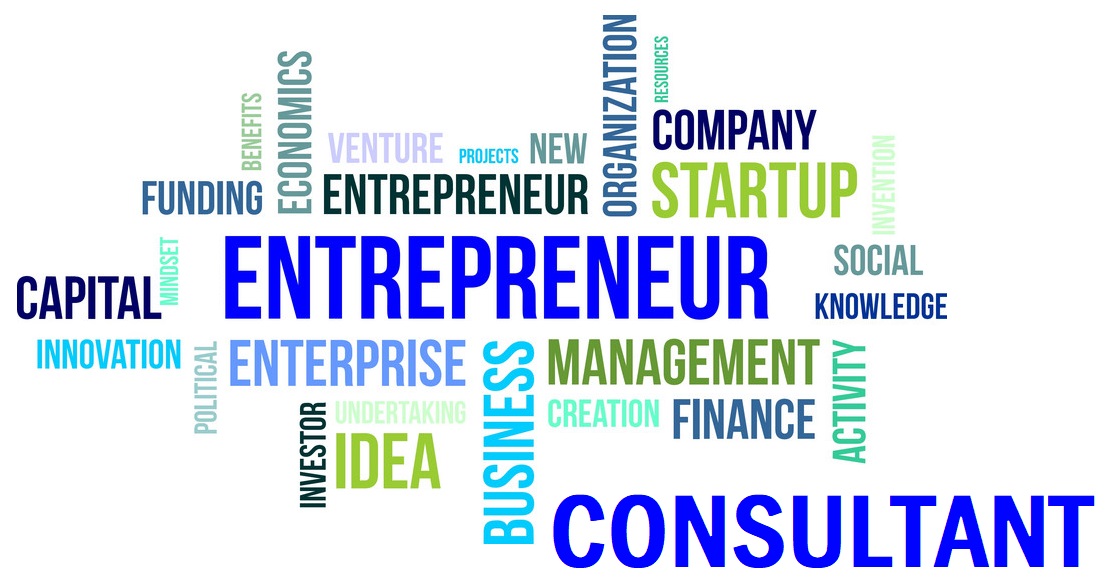 ORGANIZATION
RESOURCES
ECONOMICS
BENEFITS
COMPANY
VENTURE
PROJECTS
NEW
INVENTION
STARTUP
FUNDING
ENTREPRENEUR
MINDSET
ENTREPRENEUR
SOCIAL
CAPITAL
KNOWLEDGE
INNOVATION
POLITICAL
ENTERPRISE
BUSINESS
MANAGEMENT
ACTIVITY
INVESTOR
UNDERTAKING
CREATION
FINANCE
IDEA
CONSULTANT